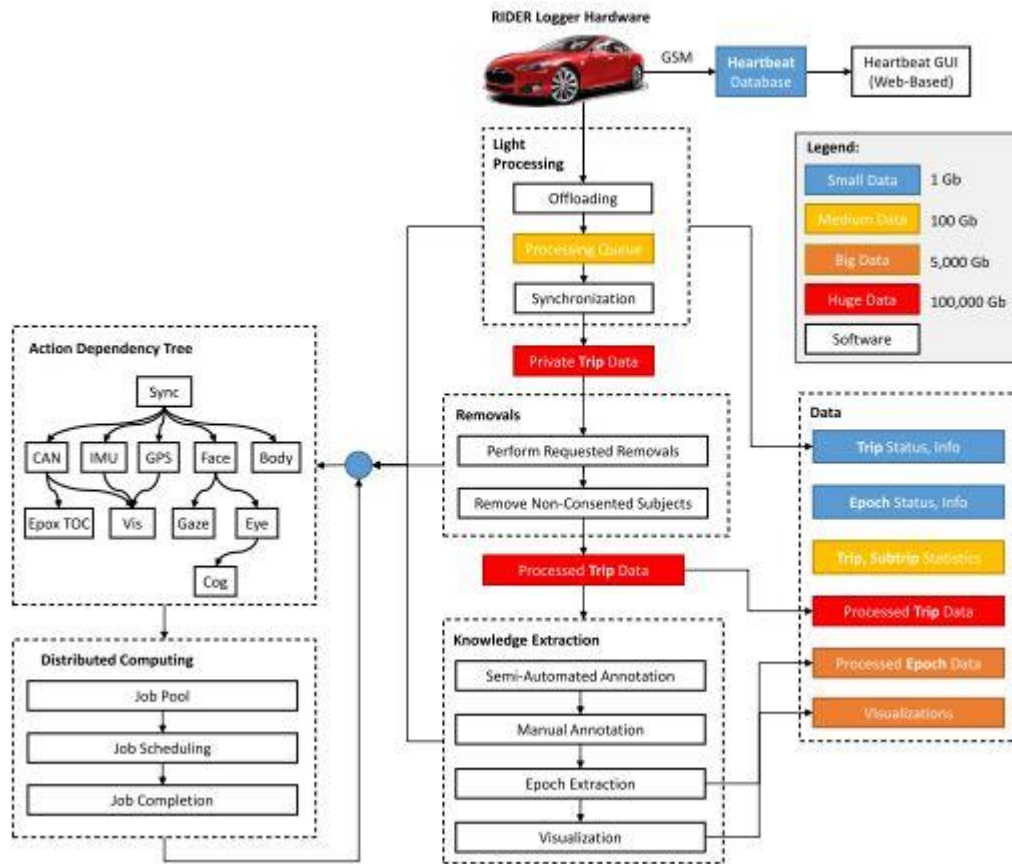 RIDER Logger Hardware
GSM
Heartbeat
Database
Heartbeat GUI
(Web-Based)
Light
Processing
Offloading
Processing Queue
Synchronization
Legend:
Small Data
1 Gb
Medium Data
100 Gb
Big Data
5,000 Gb
Huge Data
100,000 Gb
Software
Private Trip Data
Action Dependency Tree
Sync
CAN
IMU
GPS
Face
Body
Epox TOC
Vis
Gaze
Eye
Cog
Removals
Perform Requested Removals
Remove Non-Consented Subjects
Processed Trip Data
Data
Trip Status, Info
Epoch Status, Info
Trip, Subtrip Statistics
Processed Trip Data
Processed Epoch Data
Visualizations
Distributed Computing
Job Pool
Job Scheduling
Job Completion
Knowledge Extraction
Semi-Automated Annotation
Manual Annotation
Epoch Extraction
Visualization